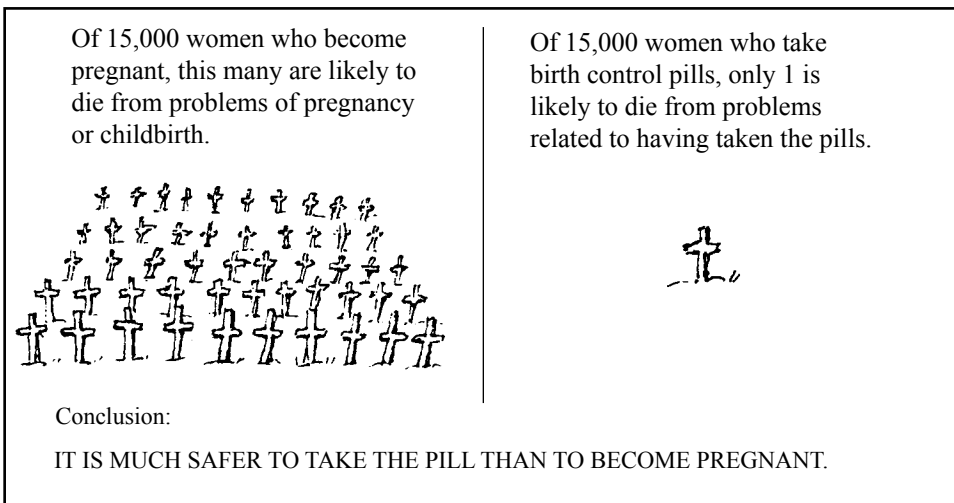 Of 15,000 women who become
pregnant, this many are likely to
die from problems of pregnancy
or childbirth.
Of 15,000 women who take
birth control pills, only 1 is
likely to die from problems
related to having taken the pills.
Conclusion:
IT IS MUCH SAFER TO TAKE THE PILL THAN TO BECOME PREGNANT.